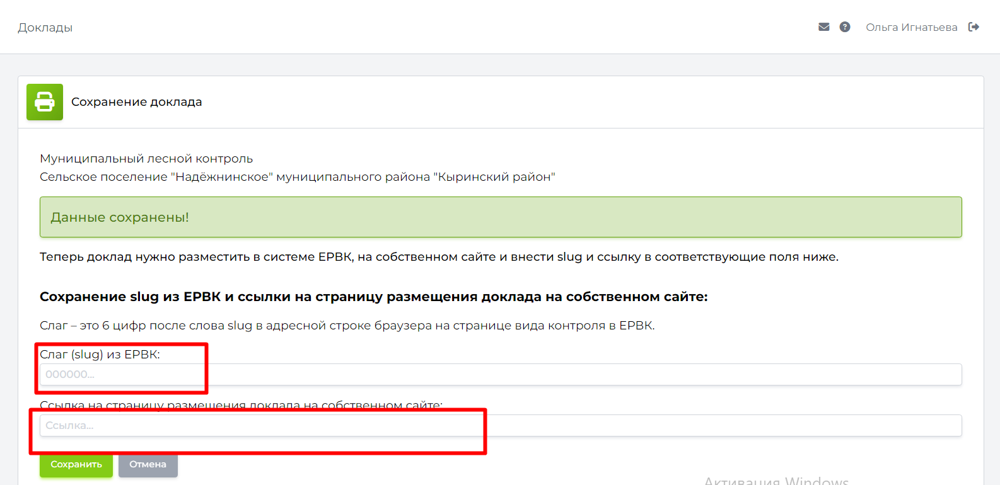 Доклады
Ольга Игнатьева
Сохранение доклада
Муниципальный лесной контроль
Сельское поселение "Надёжнинское" муниципального района "Кыринский район"
Данные сохранены!
Теперь доклад нужно разместить в системе ЕРВК, на собственном сайте и внести slug и ссылку в соответствующие поля ниже.
Сохранение slug из ЕРВК и ссылки на страницу размещения доклада на собственном сайте:
Слаг – это 6 цифр после слова slug в адресной строке браузера на странице вида контроля в ЕРВК.
Слаг (slug) из ЕРВК:
000000...
Ссылка на страницу размещения доклада на собственном сайте:
Ссылка...
Сохранить Отмена
Активация Windows